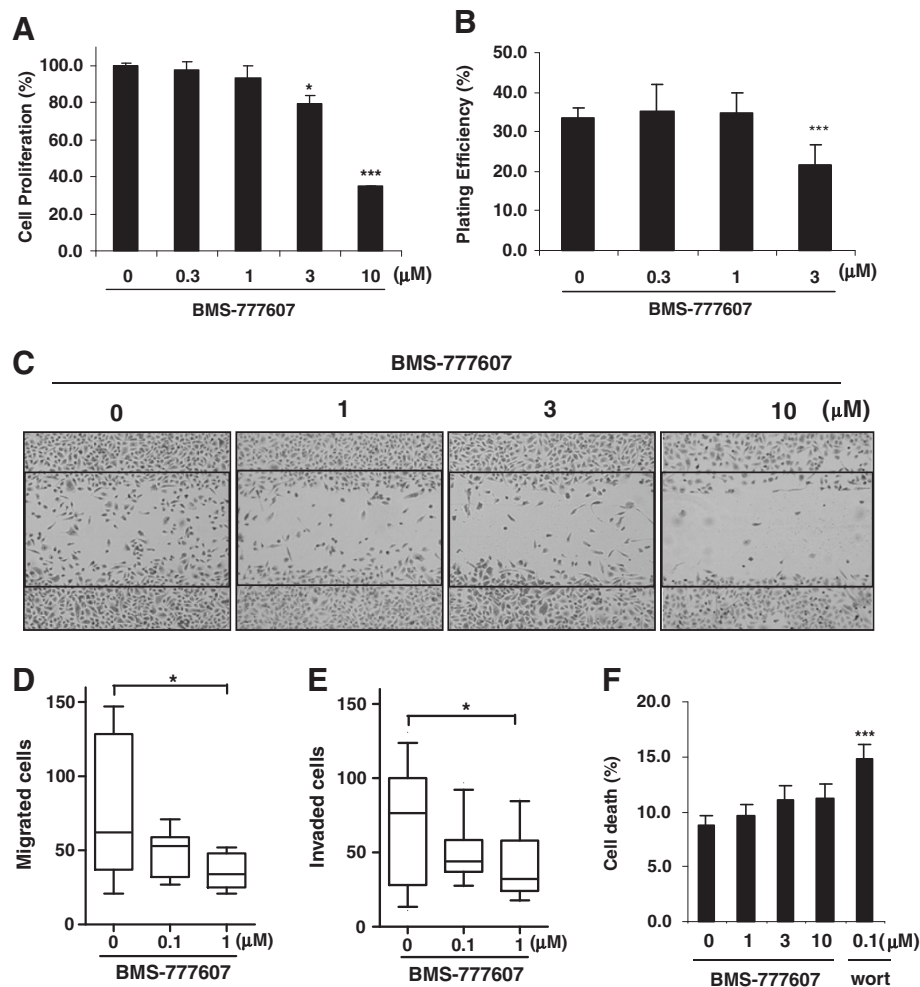 A
Cell Proliferation (%)
100.0
80.0
60.0
40.0
20.0
0.0
*
***
0 0.3 1 3 10 (μM)
BMS-777607
B
Plating Efficiency (%)
50.0
40.0
30.0
20.0
10.0
0.0
***
0 0.3 1 3 (μM)
BMS-777607
C
BMS-777607
0 1 3 10 (μM)
D
Migrated cells
150
100
50
0
*
0 0.1 1 (μM)
BMS-777607
E
Invaded cells
150
100
50
0
*
0 0.1 1 (μM)
BMS-777607
F
Cell death (%)
20.0
15.0
10.0
5.0
0.0
***
0 1 3 10 0.1(μM)
BMS-777607 wort